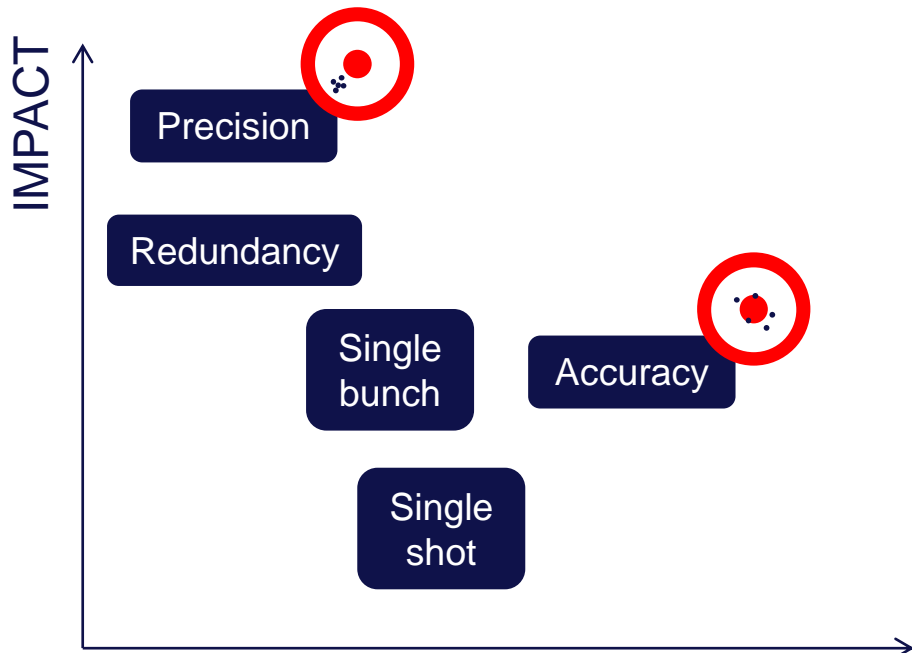 IMPACT
Precision
Redundancy
Single
bunch
Accuracy
Single
shot